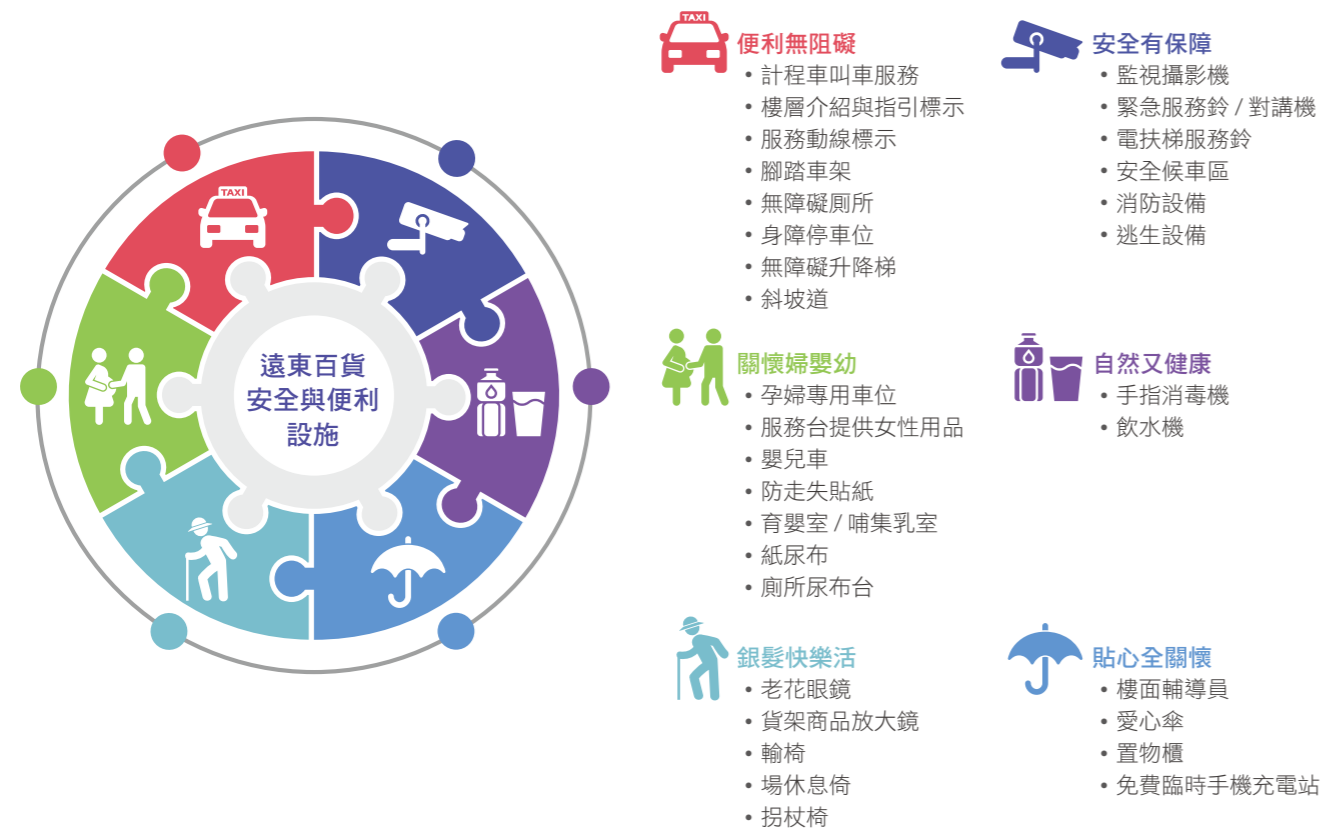 遠東百貨
安全與便利
設施
TAXI
TAXI
便利無阻礙
• 計程車叫車服務
• 樓層介紹與指引標示
• 服務動線標示
• 腳踏車架
• 無障礙厠所
• 身障停車位
• 無障礙升降梯
• 斜坡道
安全有保障
• 監視攝影機
• 緊急服務鈴 / 對講機
• 電扶梯服務鈴
• 安全候車區
• 消防設備
• 逃生設備
關懷婦嬰幼
• 孕婦專用車位
• 服務台提供女性用品
• 嬰兒車
• 防走失貼紙
• 育嬰室 / 哺集乳室
• 紙尿布
• 廁所尿布台
自然又健康
• 手指消毒機
• 飲水機
銀髮快樂活
• 老花眼鏡
• 貨架商品放大鏡
• 輪椅
• 場休息倚
• 拐杖椅
貼心全關懷
• 樓面輔導員
• 愛心傘
• 置物櫃
• 免費臨時手機充電站